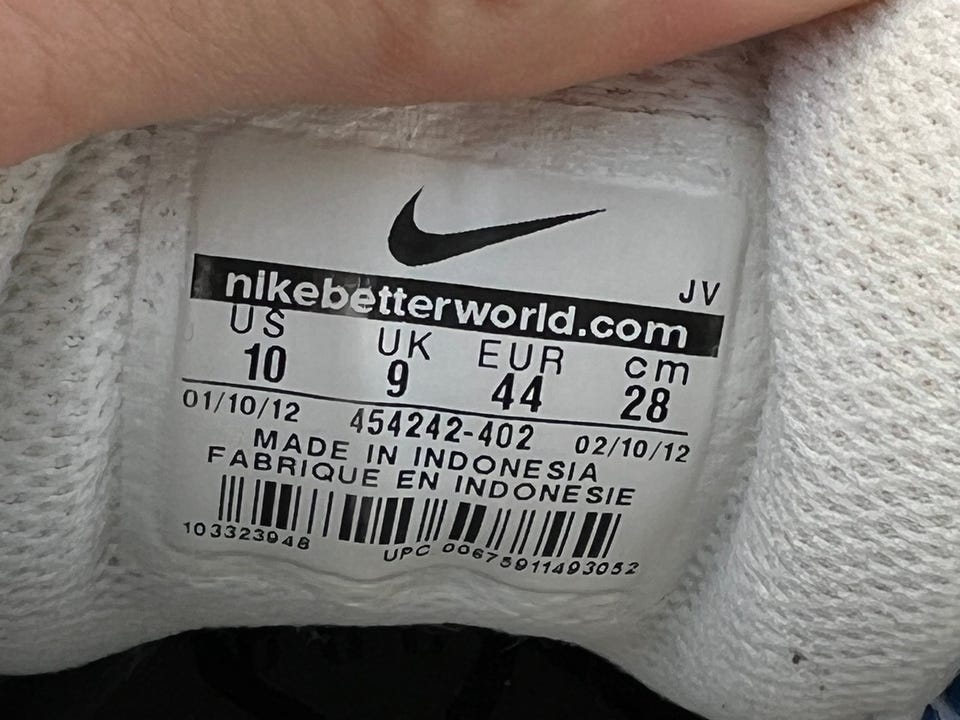 JV
nikebetterworld.com
US UK EUR cm
10 9 44 28
01/10/12 454242-402 02/10/12
MADE IN INDONESIA
FABRIQUE EN INDONESIE
103323948 UPC 00675911493052